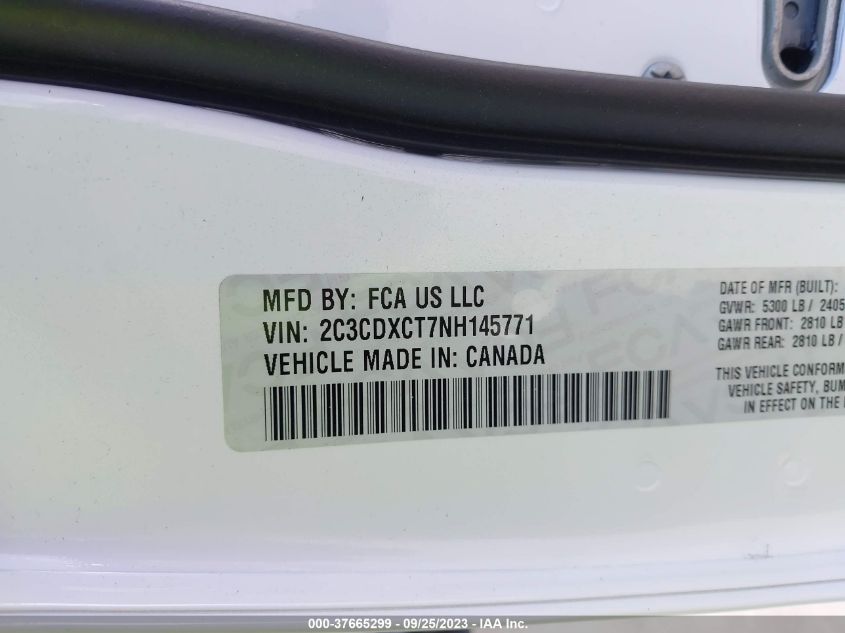 MFD BY: FCA US LLC
VIN: 2C3CDXCT7NH145771
VEHICLE MADE IN: CANADA
DATE OF MFR (BUILT):
GVWR: 5300 LB / 2405
GAWR FRONT: 2810 LB
GAWR REAR: 2810 LB /
THIS VEHICLE CONFORM
VEHICLE SAFETY, BUM
IN EFFECT ON THE
000-37665299 - 09/25/2023 - IAA Inc.